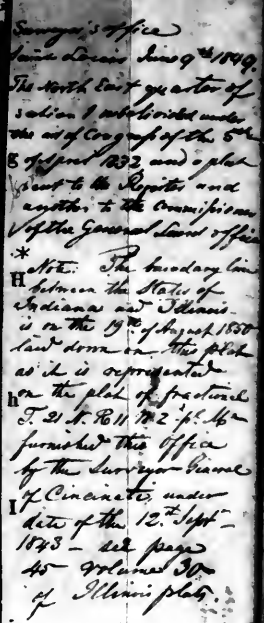 Surveyor's office
Saint Louis June 9th 1849.
The North East quarter of
section 1 subdivided under
the act of Congress of the 5th
g of April 1832 and a plat
sent to the Register and
another to the Commissioner
of the General Land office
*
H Note: The boundary line
between the States of
Indiana and Illinois
is on the 19th of August 1850
laid down on this plat
as it is represented
h on the plat of fractional
T. 21 N. R 11 W. 2 p. M
furnished this office
by the Surveyor General
I of Cincinati, under
date of the 12th Sept
1843 - see page
45 volume 30
of Illinois plats.